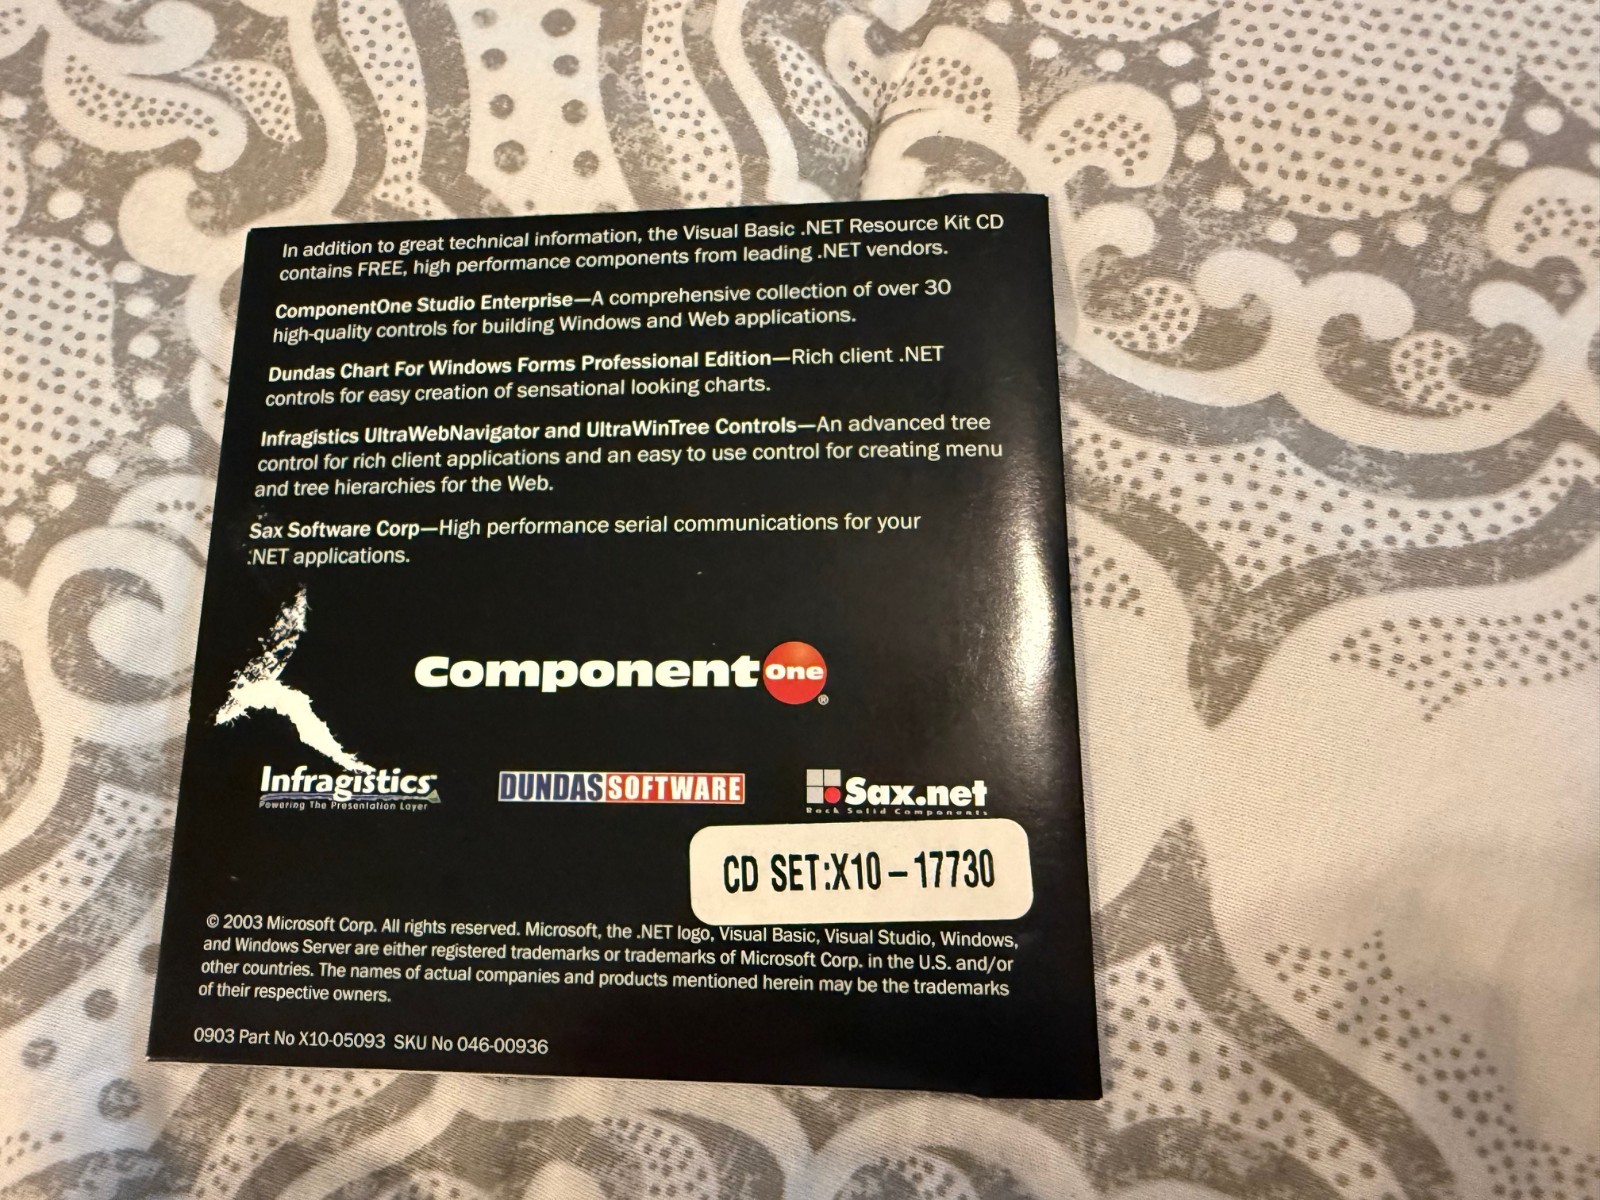 In addition to great technical information, the Visual Basic .NET Resource Kit CD
contains FREE, high performance components from leading .NET vendors.
ComponentOne Studio Enterprise—A comprehensive collection of over 30
high-quality controls for building Windows and Web applications.
Dundas Chart For Windows Forms Professional Edition—Rich client .NET
controls for easy creation of sensational looking charts.
Infragistics UltraWebNavigator and UltraWinTree Controls—An advanced tree
control for rich client applications and an easy to use control for creating menu
and tree hierarchies for the Web.
Sax Software Corp—High performance serial communications for your
.NET applications.
Component One ®
Infragistics
Powering The Presentation Layer
DUNDAS SOFTWARE
Sax.net
Rock Solid Components
CD SET:X10-17730
© 2003 Microsoft Corp. All rights reserved. Microsoft, the .NET logo, Visual Basic, Visual Studio, Windows,
and Windows Server are either registered trademarks or trademarks of Microsoft Corp. in the U.S. and/or
other countries. The names of actual companies and products mentioned herein may be the trademarks
of their respective owners.
0903 Part No X10-05093 SKU No 046-00936